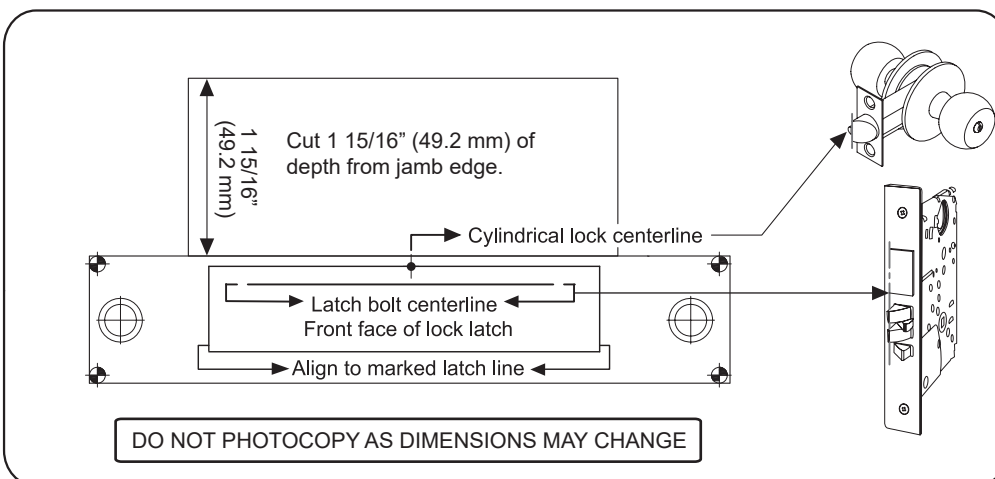 1 15/16”
(49.2 mm)
Cut 1 15/16” (49.2 mm) of
depth from jamb edge.
Cylindrical lock centerline
Latch bolt centerline
Front face of lock latch
Align to marked latch line
DO NOT PHOTOCOPY AS DIMENSIONS MAY CHANGE